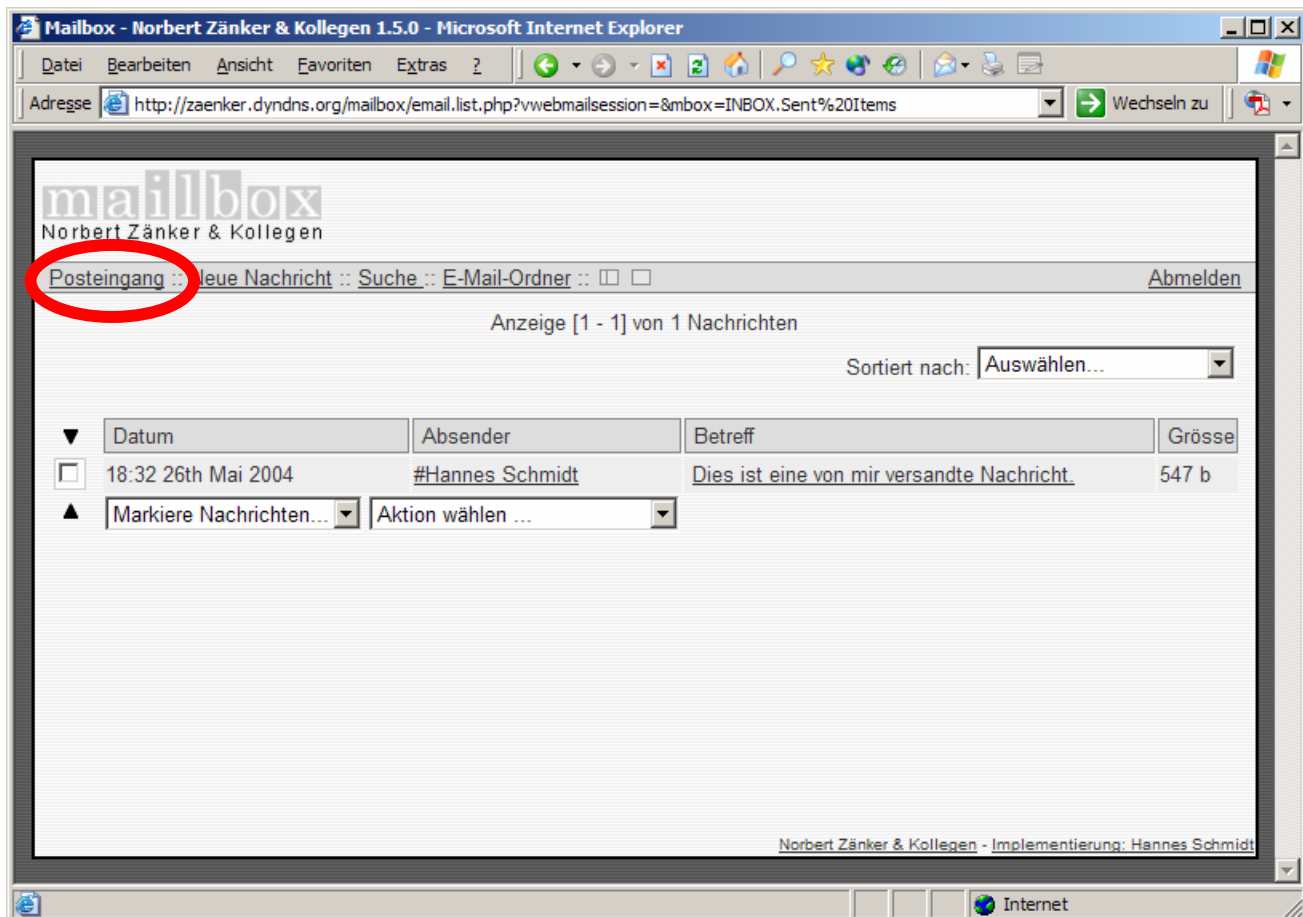 Mailbox - Norbert Zänker & Kollegen 1.5.0 - Microsoft Internet Explorer
Datei Bearbeiten Ansicht Favoriten Extras ?
Adresse http://zaenker.dyndns.org/mailbox/email.list.php?vwebmailsession=&mbox=INBOX.Sent%20Items Wechseln zu
mailbox
Norbert Zänker & Kollegen
Posteingang :: Neue Nachricht :: Suche :: E-Mail-Ordner :: Abmelden
Anzeige [1 - 1] von 1 Nachrichten
Sortiert nach: Auswählen...
Datum Absender Betreff Grösse
18:32 26th Mai 2004 #Hannes Schmidt Dies ist eine von mir versandte Nachricht. 547 b
Markiere Nachrichten... Aktion wählen ...
Norbert Zänker & Kollegen - Implementierung: Hannes Schmidt
Internet